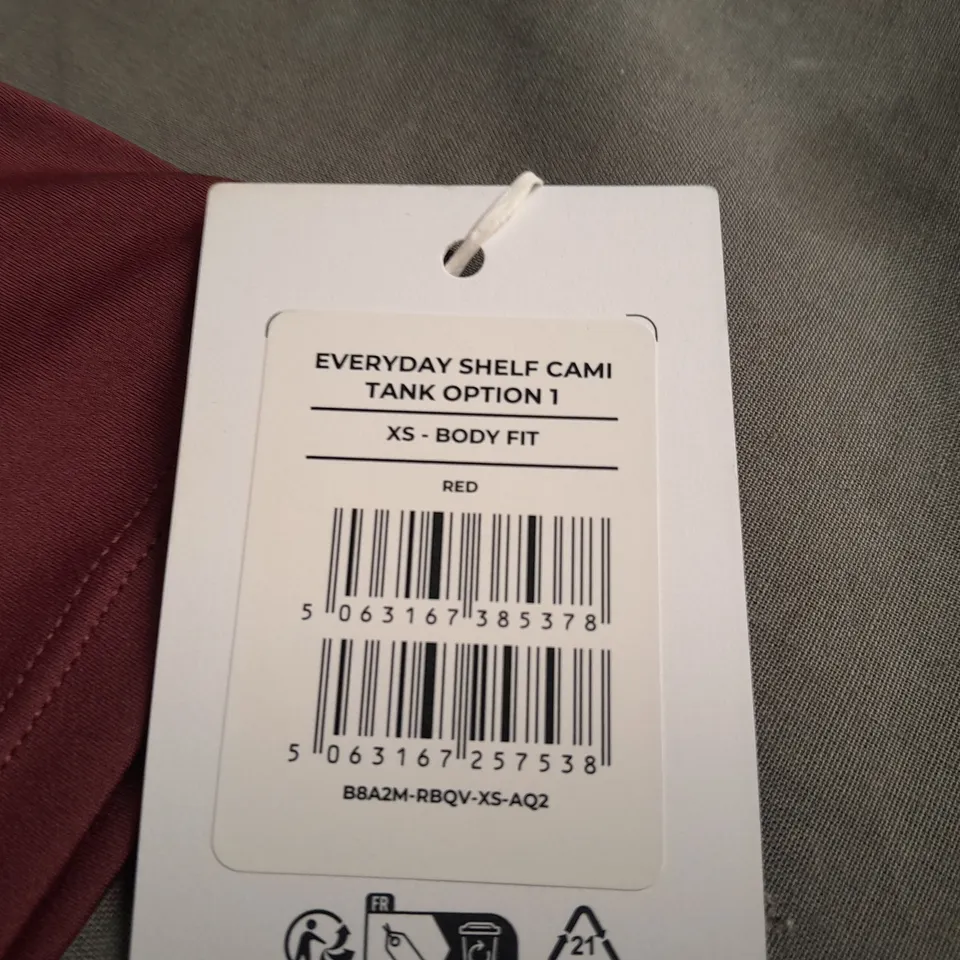 EVERYDAY SHELF CAMI
TANK OPTION 1
XS - BODY FIT
RED
5 063167 385378
5 063167 257538
B8A2M-RBQV-XS-AQ2
FR
21